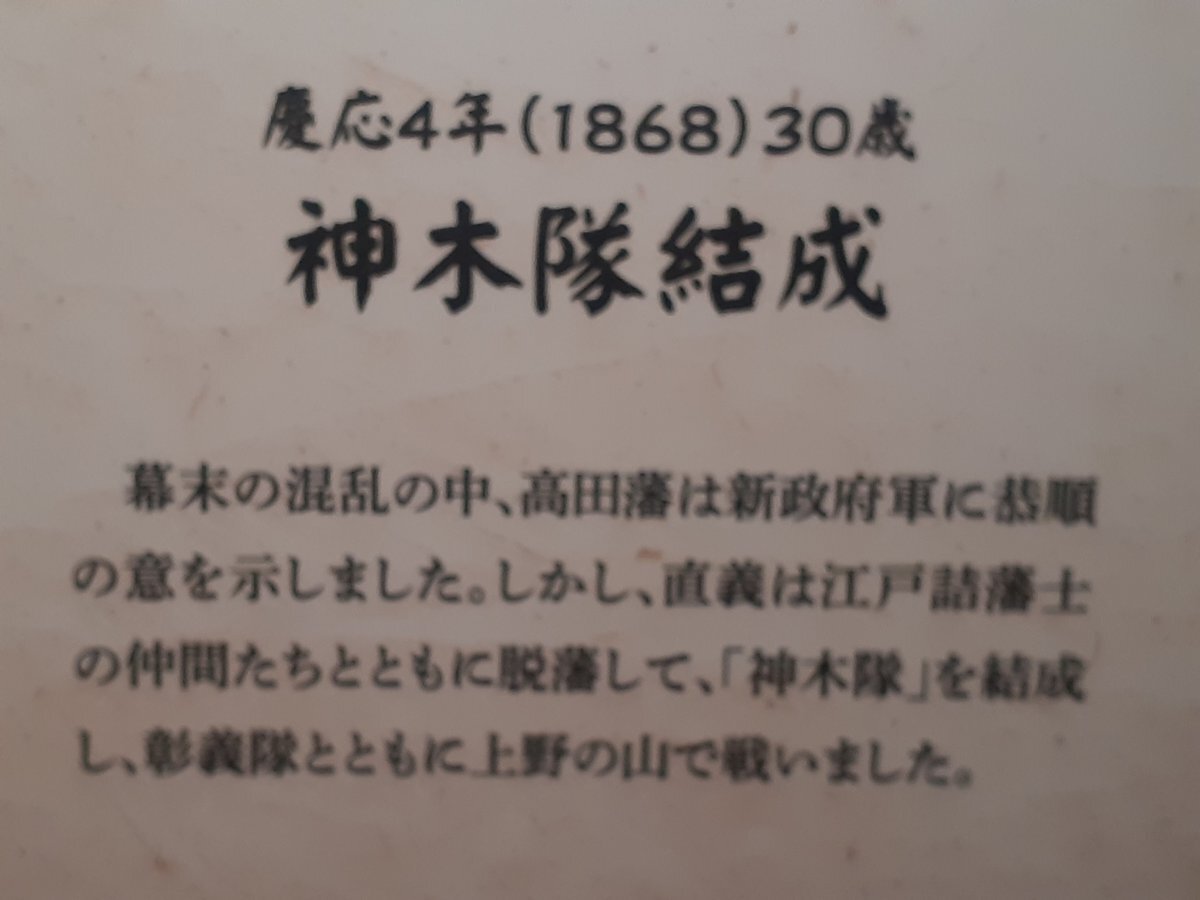 慶応4年(1868)30歳
神木隊結成
幕末の混乱の中、高田藩は新政府軍に恭順
の意を示しました。しかし、直義は江戸詰藩士
の仲間たちとともに脱藩して、「神木隊」を結成
し、彰義隊とともに上野の山で戦いました。